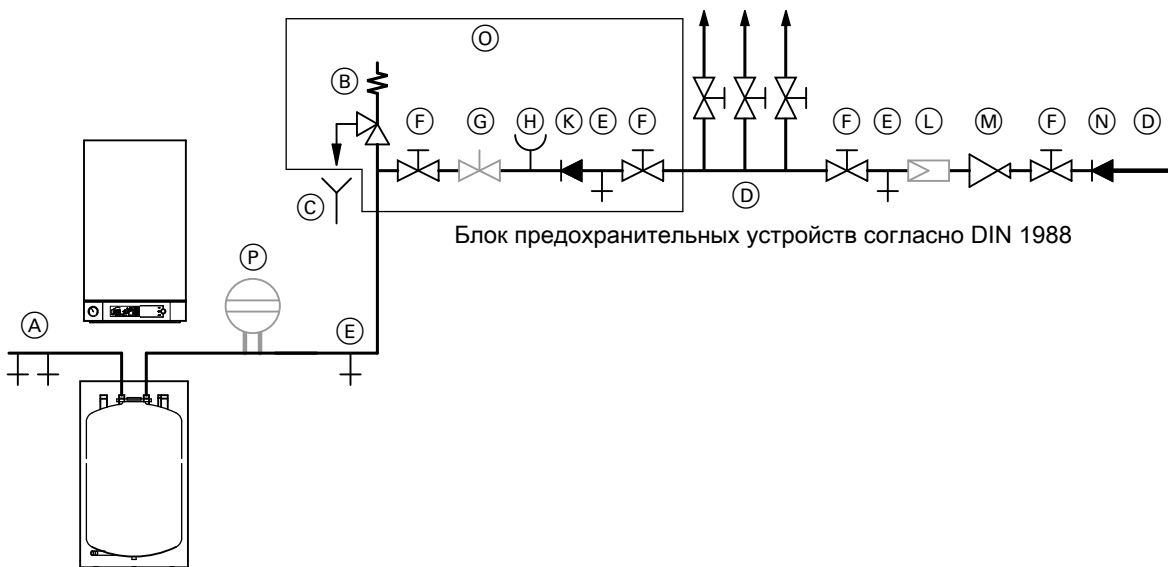 O
B
F G H K E F
F E L M F N D
C
D
Блок предохранительных устройств согласно DIN 1988
P
A
E